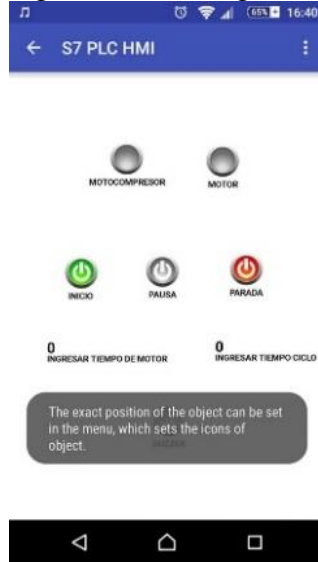 65% 16:40
S7 PLC HMI
MOTOCOMPRESOR MOTOR
INICIO PAUSA PARADA
0 0
INGRESAR TIEMPO DE MOTOR INGRESAR TIEMPO CICLO
The exact position of the object can be set
in the menu, which sets the icons of
object.